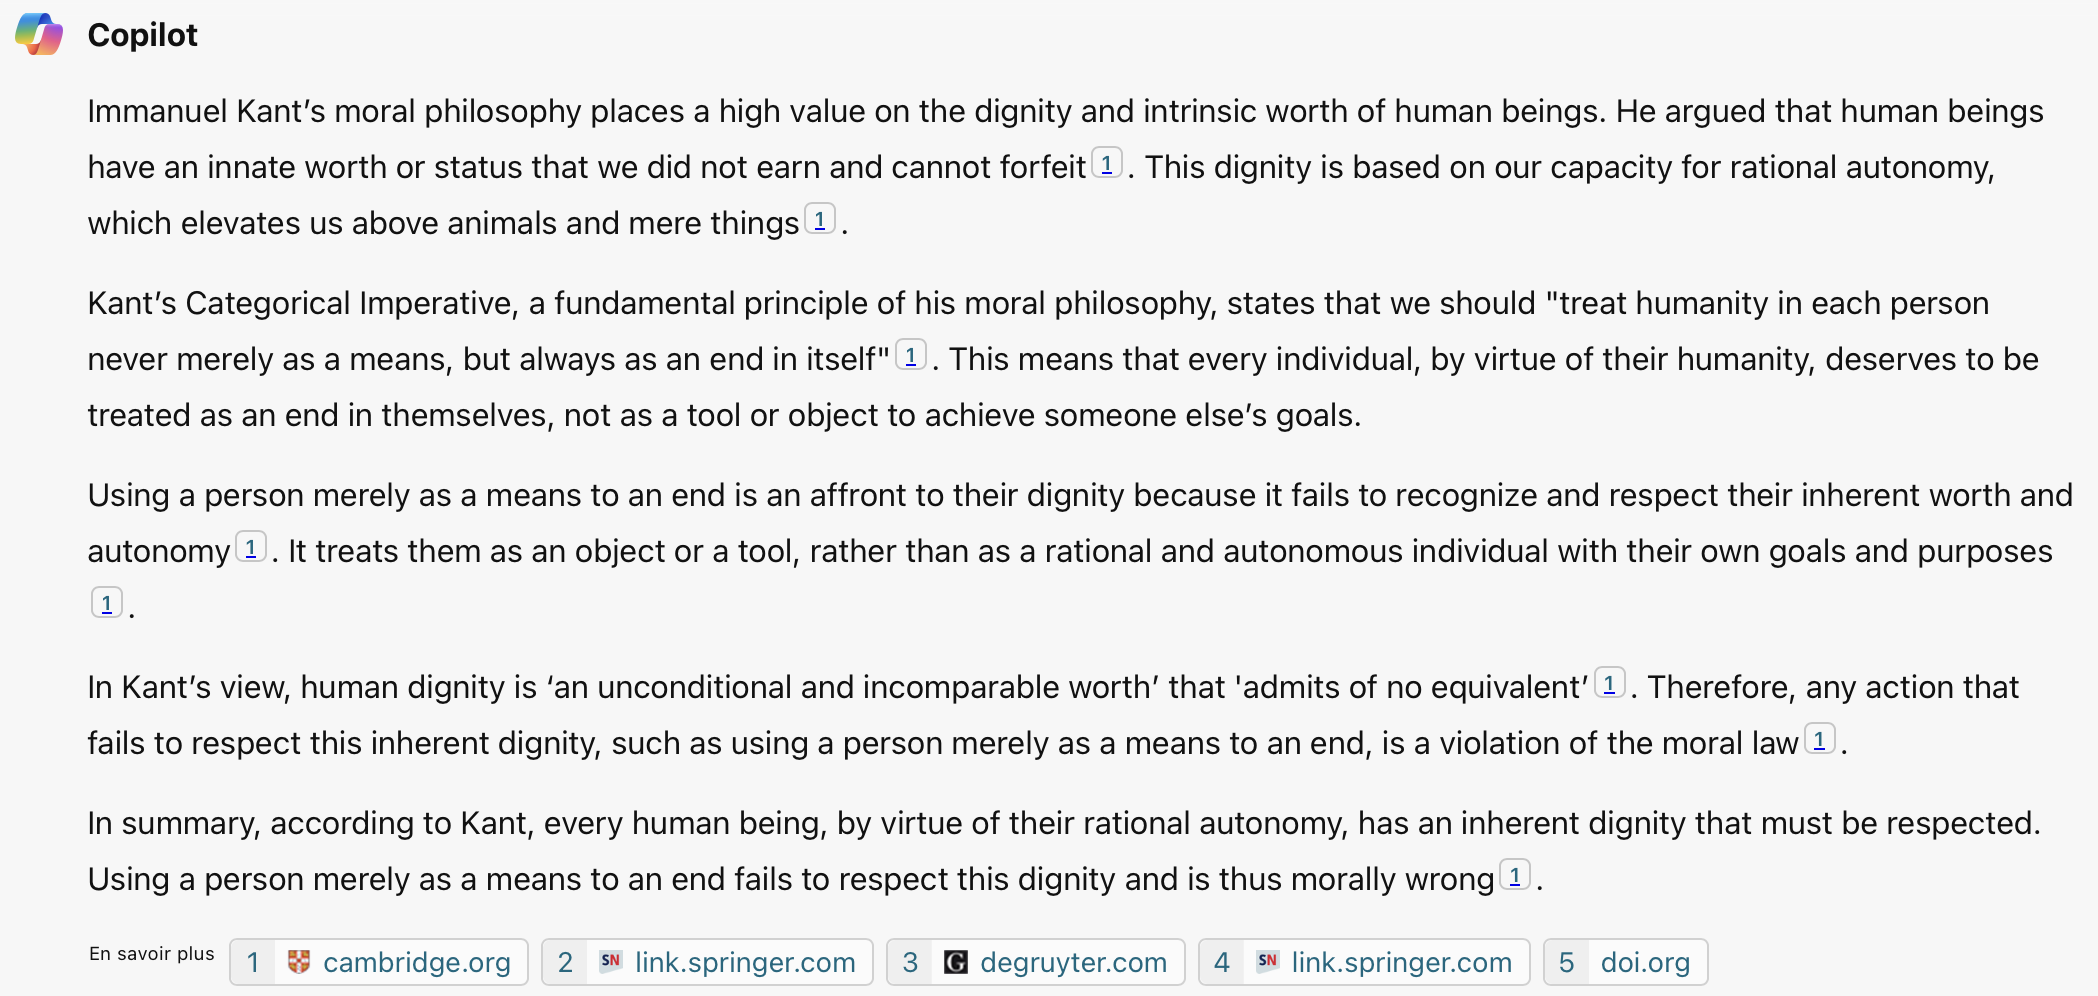 Copilot
Immanuel Kant’s moral philosophy places a high value on the dignity and intrinsic worth of human beings. He argued that human beings
have an innate worth or status that we did not earn and cannot forfeit 1 . This dignity is based on our capacity for rational autonomy,
which elevates us above animals and mere things 1 .
Kant’s Categorical Imperative, a fundamental principle of his moral philosophy, states that we should "treat humanity in each person
never merely as a means, but always as an end in itself" 1 . This means that every individual, by virtue of their humanity, deserves to be
treated as an end in themselves, not as a tool or object to achieve someone else’s goals.
Using a person merely as a means to an end is an affront to their dignity because it fails to recognize and respect their inherent worth and
autonomy 1 . It treats them as an object or a tool, rather than as a rational and autonomous individual with their own goals and purposes
1 .
In Kant’s view, human dignity is ‘an unconditional and incomparable worth’ that 'admits of no equivalent’ 1 . Therefore, any action that
fails to respect this inherent dignity, such as using a person merely as a means to an end, is a violation of the moral law 1 .
In summary, according to Kant, every human being, by virtue of their rational autonomy, has an inherent dignity that must be respected.
Using a person merely as a means to an end fails to respect this dignity and is thus morally wrong 1 .
En savoir plus 1 cambridge.org 2 SN link.springer.com 3 G degruyter.com 4 SN link.springer.com 5 doi.org